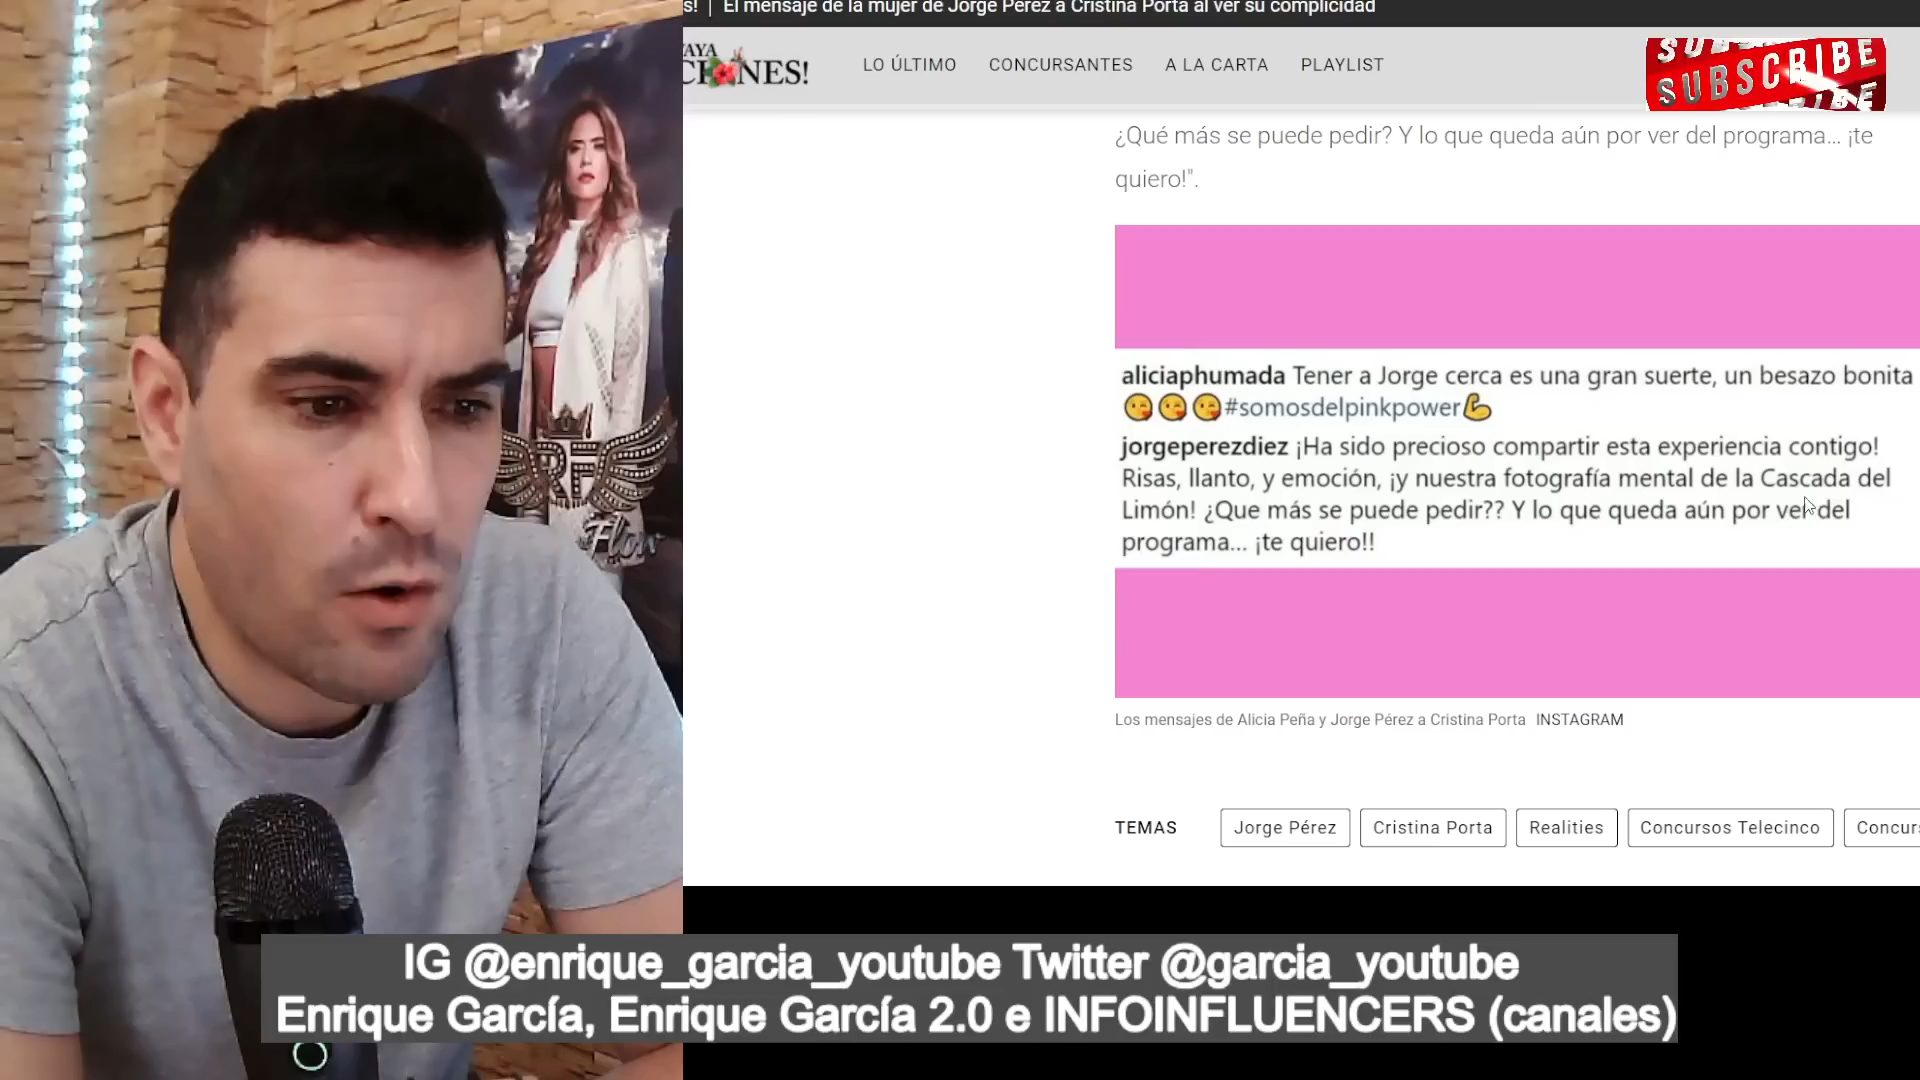 s! | El mensaje de la mujer de Jorge Pérez a Cristina Porta al ver su complicidad
VAYA
CIONES!
LO ÚLTIMO CONCURSANTES A LA CARTA PLAYLIST
SUBSCRIBE
¿Qué más se puede pedir? Y lo que queda aún por ver del programa... ¡te
quiero!".
aliciaphumada Tener a Jorge cerca es una gran suerte, un besazo bonita
😘😘😘#somosdelpinkpower💪
jorgeperezdiez ¡Ha sido precioso compartir esta experiencia contigo!
Risas, llanto, y emoción, ¡y nuestra fotografía mental de la Cascada del
Limón! ¿Que más se puede pedir?? Y lo que queda aún por ver del
programa... ¡te quiero!!
Los mensajes de Alicia Peña y Jorge Pérez a Cristina Porta INSTAGRAM
TEMAS Jorge Pérez Cristina Porta Realities Concursos Telecinco Concurs
RF
Flow
IG @enrique_garcia_youtube Twitter @garcia_youtube
Enrique García, Enrique García 2.0 e INFOINFLUENCERS (canales)